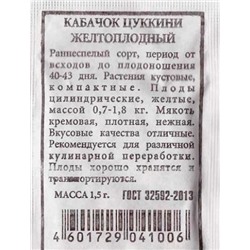 КАБАЧОК ЦУККИНИ
ЖЕЛТОПЛОДНЫЙ
Раннеспелый сорт, период от
всходов до плодоношения
40-43 дня. Растения кустовые,
компактные. Плоды
цилиндрические, желтые,
массой 0,7-1,8 кг. Мякоть
кремовая, плотная, нежная.
Вкусовые качества отличные.
Рекомендуется для различной
кулинарной переработки.
Плоды хорошо хранятся и
транспортируются.
МАССА 1,5 г. ГОСТ 32592-2013
4 601729 041006